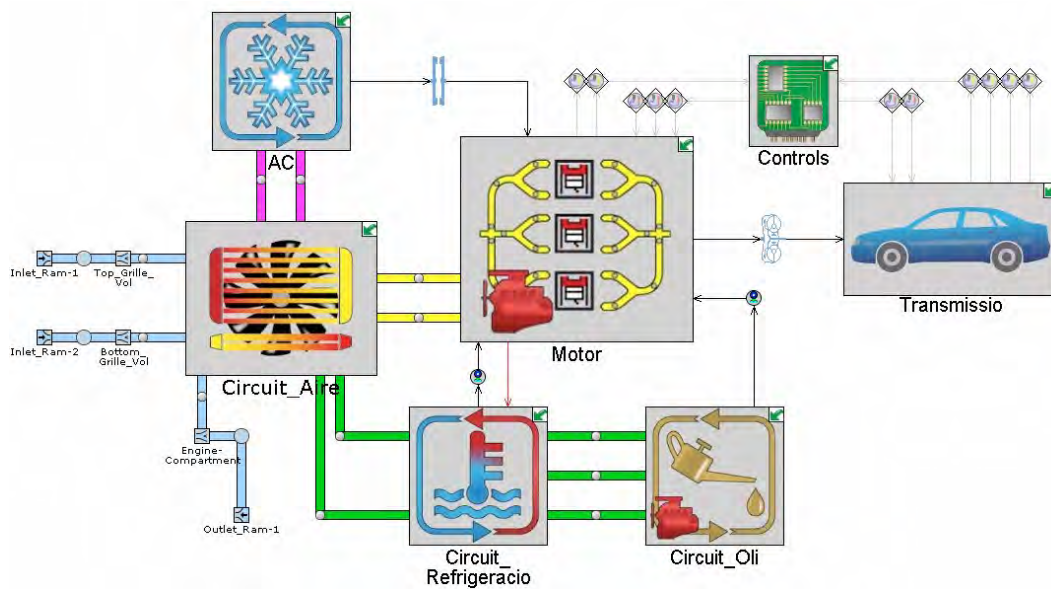 AC
Controls
Inlet_Ram-1
Top_Grille_
Vol
Transmissio
Motor
Inlet_Ram-2
Bottom_
Grille_Vol
Circuit_Aire
Engine-
Compartment
Outlet_Ram-1
Circuit_
Refrigeracio
Circuit_Oli